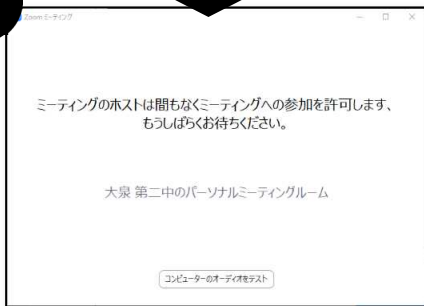 Zoom ミーティング
ミーティングのホストは間もなくミーティングへの参加を許可します、
もうしばらくお待ちください。
大泉 第二中のパーソナルミーティングルーム
コンピューターのオーディオをテスト